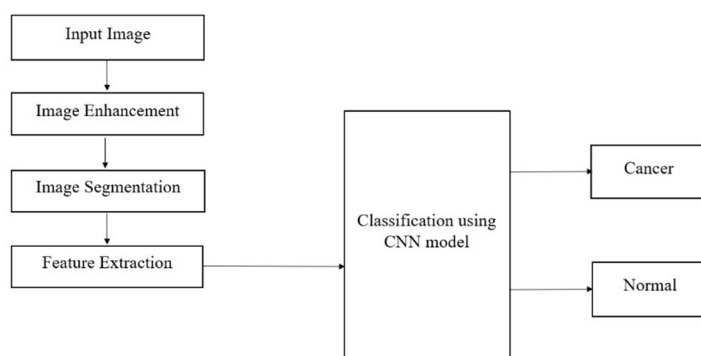 Input Image
Image Enhancement
Image Segmentation
Feature Extraction
Classification using
CNN model
Cancer
Normal